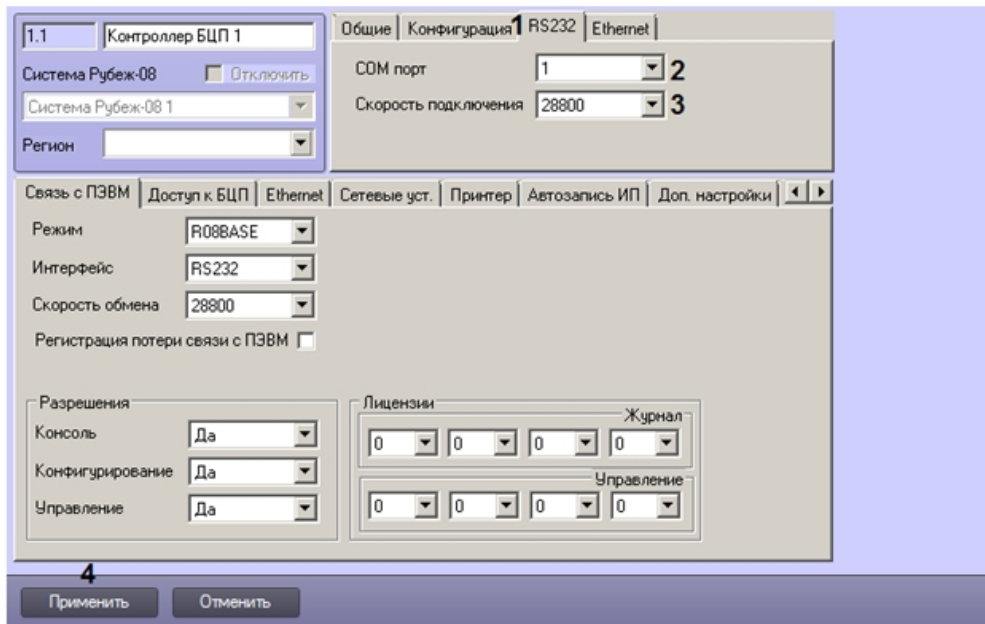 1.1 Контроллер БЦП 1
Система Рубеж-08 Отключить
Система Рубеж-08 1
Регион
Общие Конфигурация 1 RS232 Ethernet
COM порт 1 2
Скорость подключения 28800 3
Связь с ПЭВМ Доступ к БЦП Ethernet Сетевые уст. Принтер Автозапись ИП Доп. настройки
Режим R08BASE
Интерфейс RS232
Скорость обмена 28800
Регистрация потери связи с ПЭВМ
Разрешения
Консоль Да
Конфигурирование Да
Управление Да
Лицензии
Журнал
0 0 0 0
Управление
0 0 0 0
4
Применить Отменить